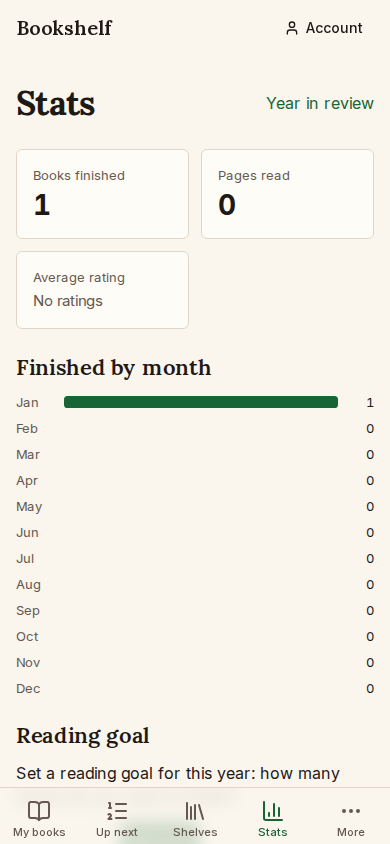 Bookshelf
Account
Stats
Year in review
Books finished
1
Pages read
0
Average rating
No ratings
Finished by month
Jan 1
Feb 0
Mar 0
Apr 0
May 0
Jun 0
Jul 0
Aug 0
Sep 0
Oct 0
Nov 0
Dec 0
Reading goal
Set a reading goal for this year: how many
My books
Up next
Shelves
Stats
More